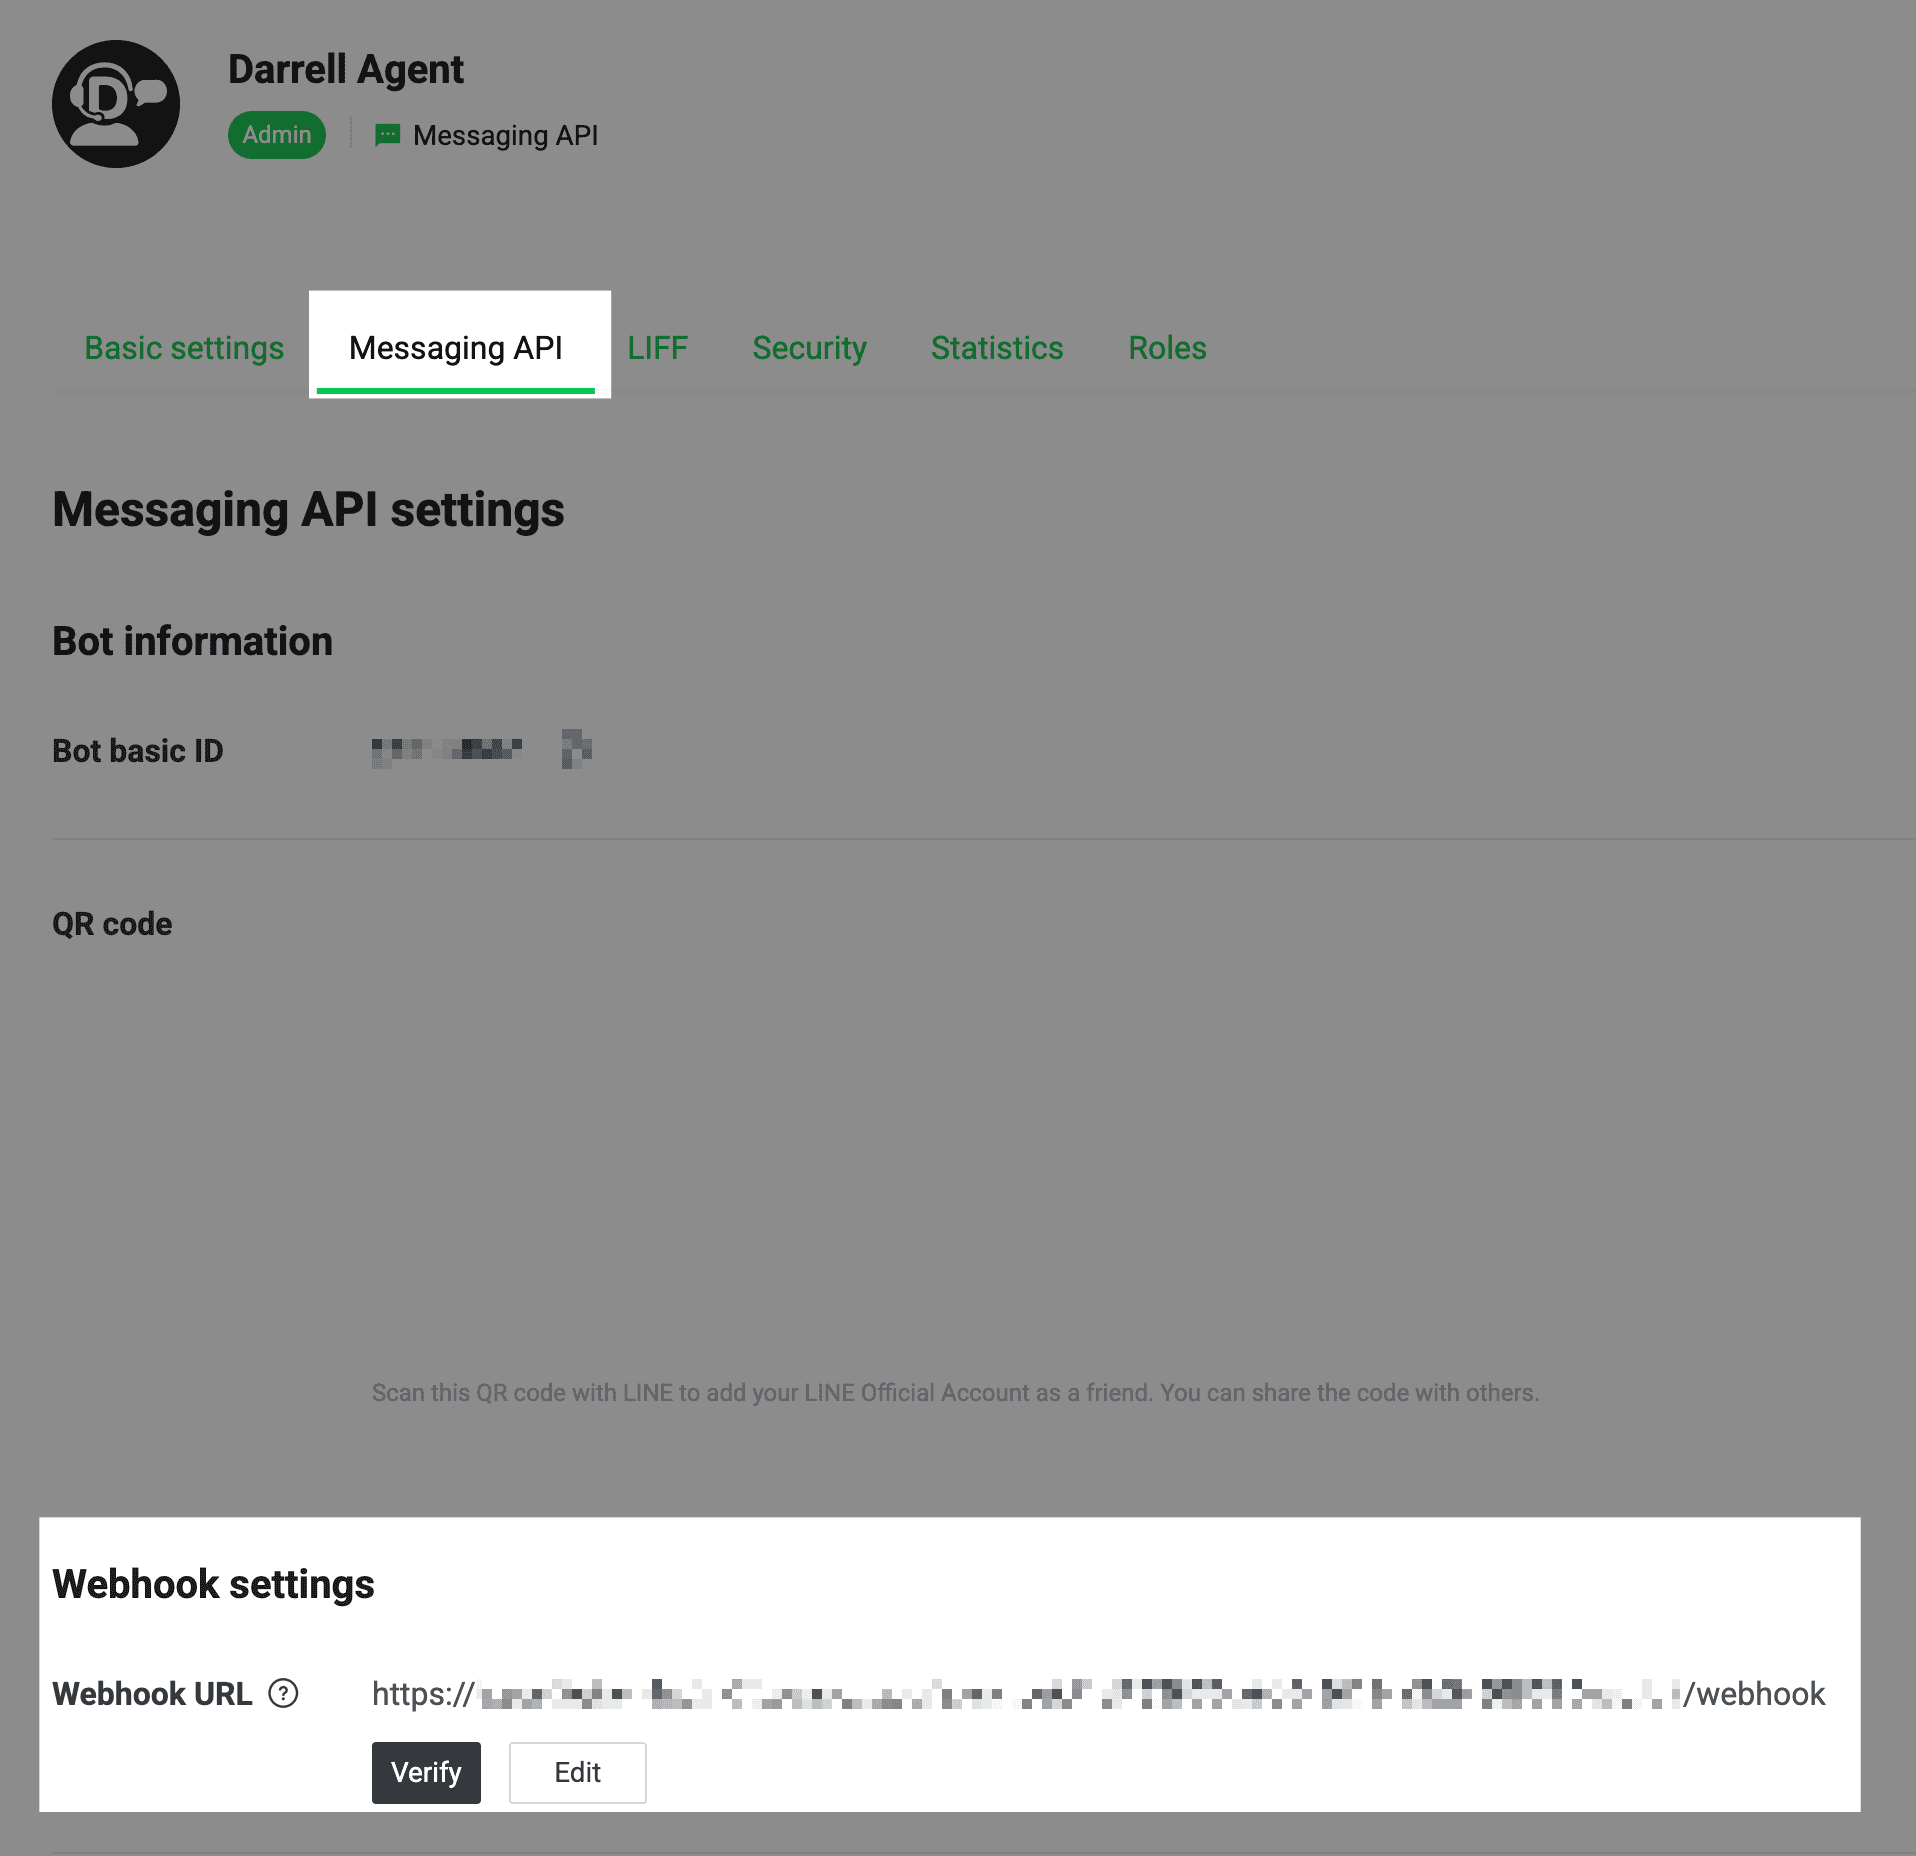 D
Darrell Agent
Admin
Messaging API
Basic settings
Messaging API
LIFF
Security
Statistics
Roles
Messaging API settings
Bot information
Bot basic ID
QR code
Scan this QR code with LINE to add your LINE Official Account as a friend. You can share the code with others.
Webhook settings
Webhook URL ?
https://
/webhook
Verify
Edit